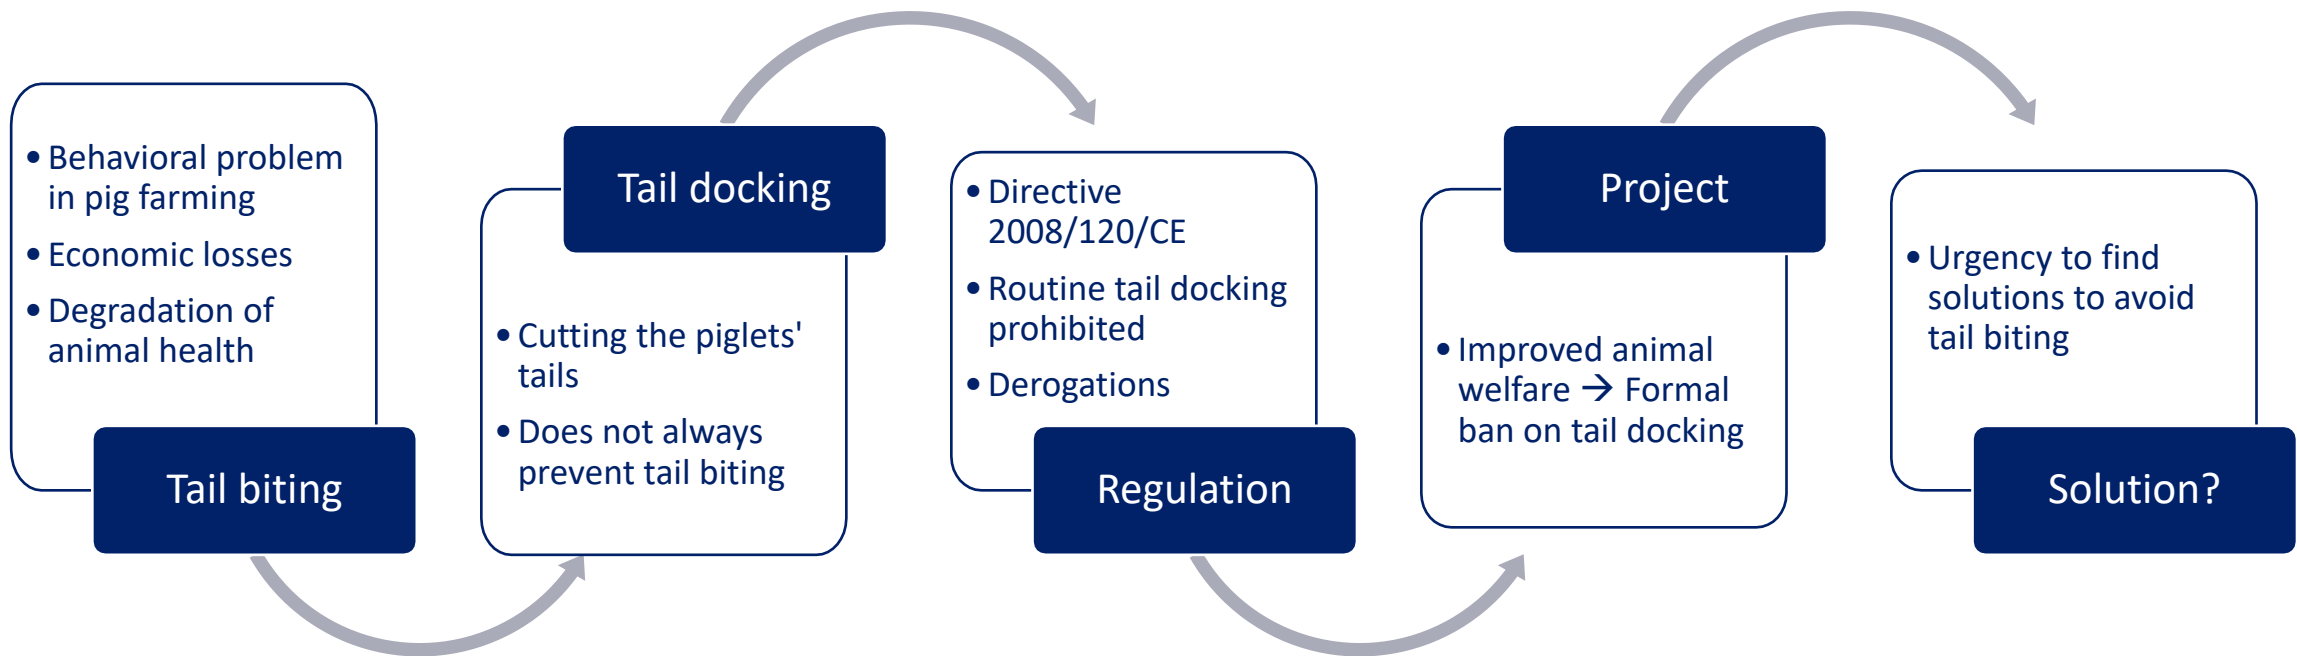 • Behavioral problem
in pig farming
• Economic losses
• Degradation of
animal health
Tail biting
Tail docking
• Cutting the piglets'
tails
• Does not always
prevent tail biting
• Directive
2008/120/CE
• Routine tail docking
prohibited
• Derogations
Regulation
Project
• Improved animal
welfare → Formal
ban on tail docking
• Urgency to find
solutions to avoid
tail biting
Solution?